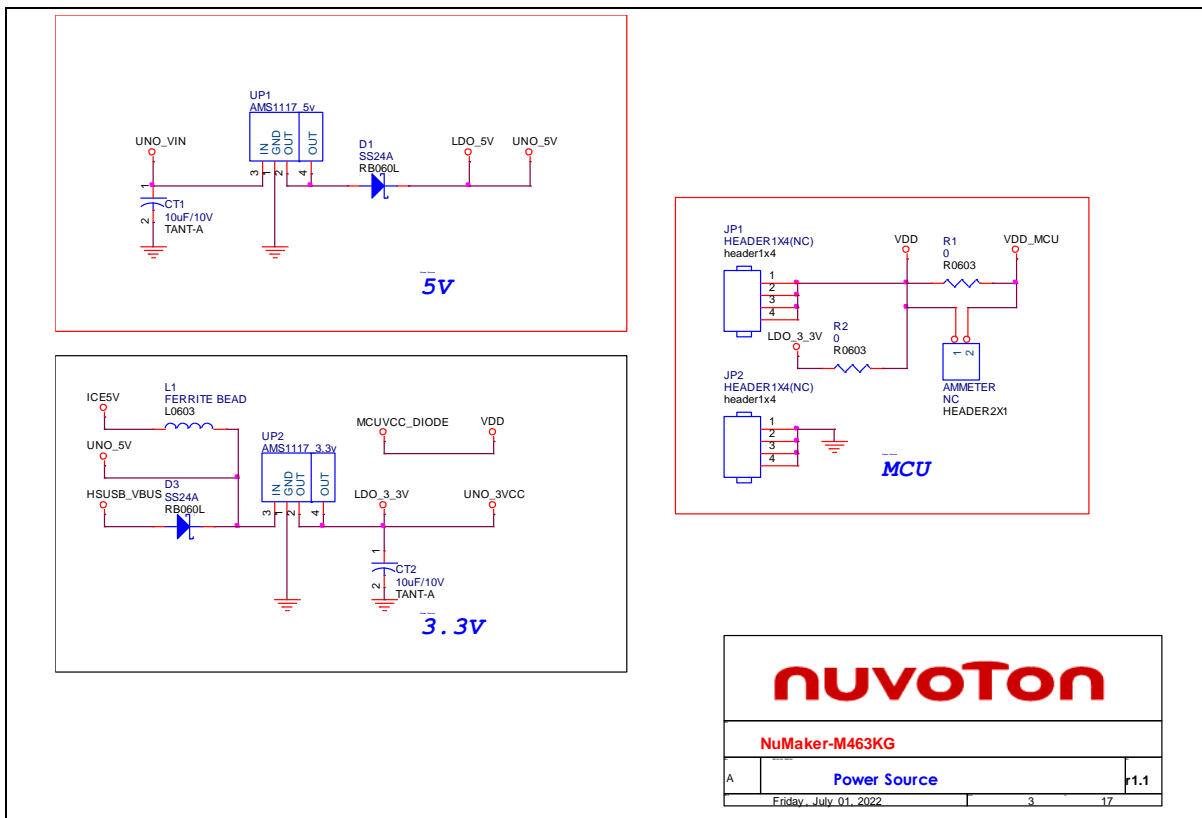 UP1
AMS1117_5v
UNO_VIN
IN
GND
OUT
OUT
3
1
2
4
D1
SS24A
RB060L
LDO_5V
UNO_5V
1
2
CT1
10uF/10V
TANT-A
5V
ICE5V
L1
FERRITE BEAD
L0603
UNO_5V
HSUSB_VBUS
D3
SS24A
RB060L
UP2
AMS1117_3.3v
IN
GND
OUT
OUT
3
1
2
4
MCUVCC_DIODE
VDD
LDO_3_3V
UNO_3VCC
1
2
CT2
10uF/10V
TANT-A
3.3V
JP1
HEADER1X4(NC)
header1x4
1
2
3
4
VDD
R1
0
R0603
VDD_MCU
LDO_3_3V
R2
0
R0603
1
2
AMMETER
NC
HEADER2X1
JP2
HEADER1X4(NC)
header1x4
1
2
3
4
MCU
nuvoTon
NuMaker-M463KG
A
Power Source
r1.1
Friday, July 01, 2022
3
17